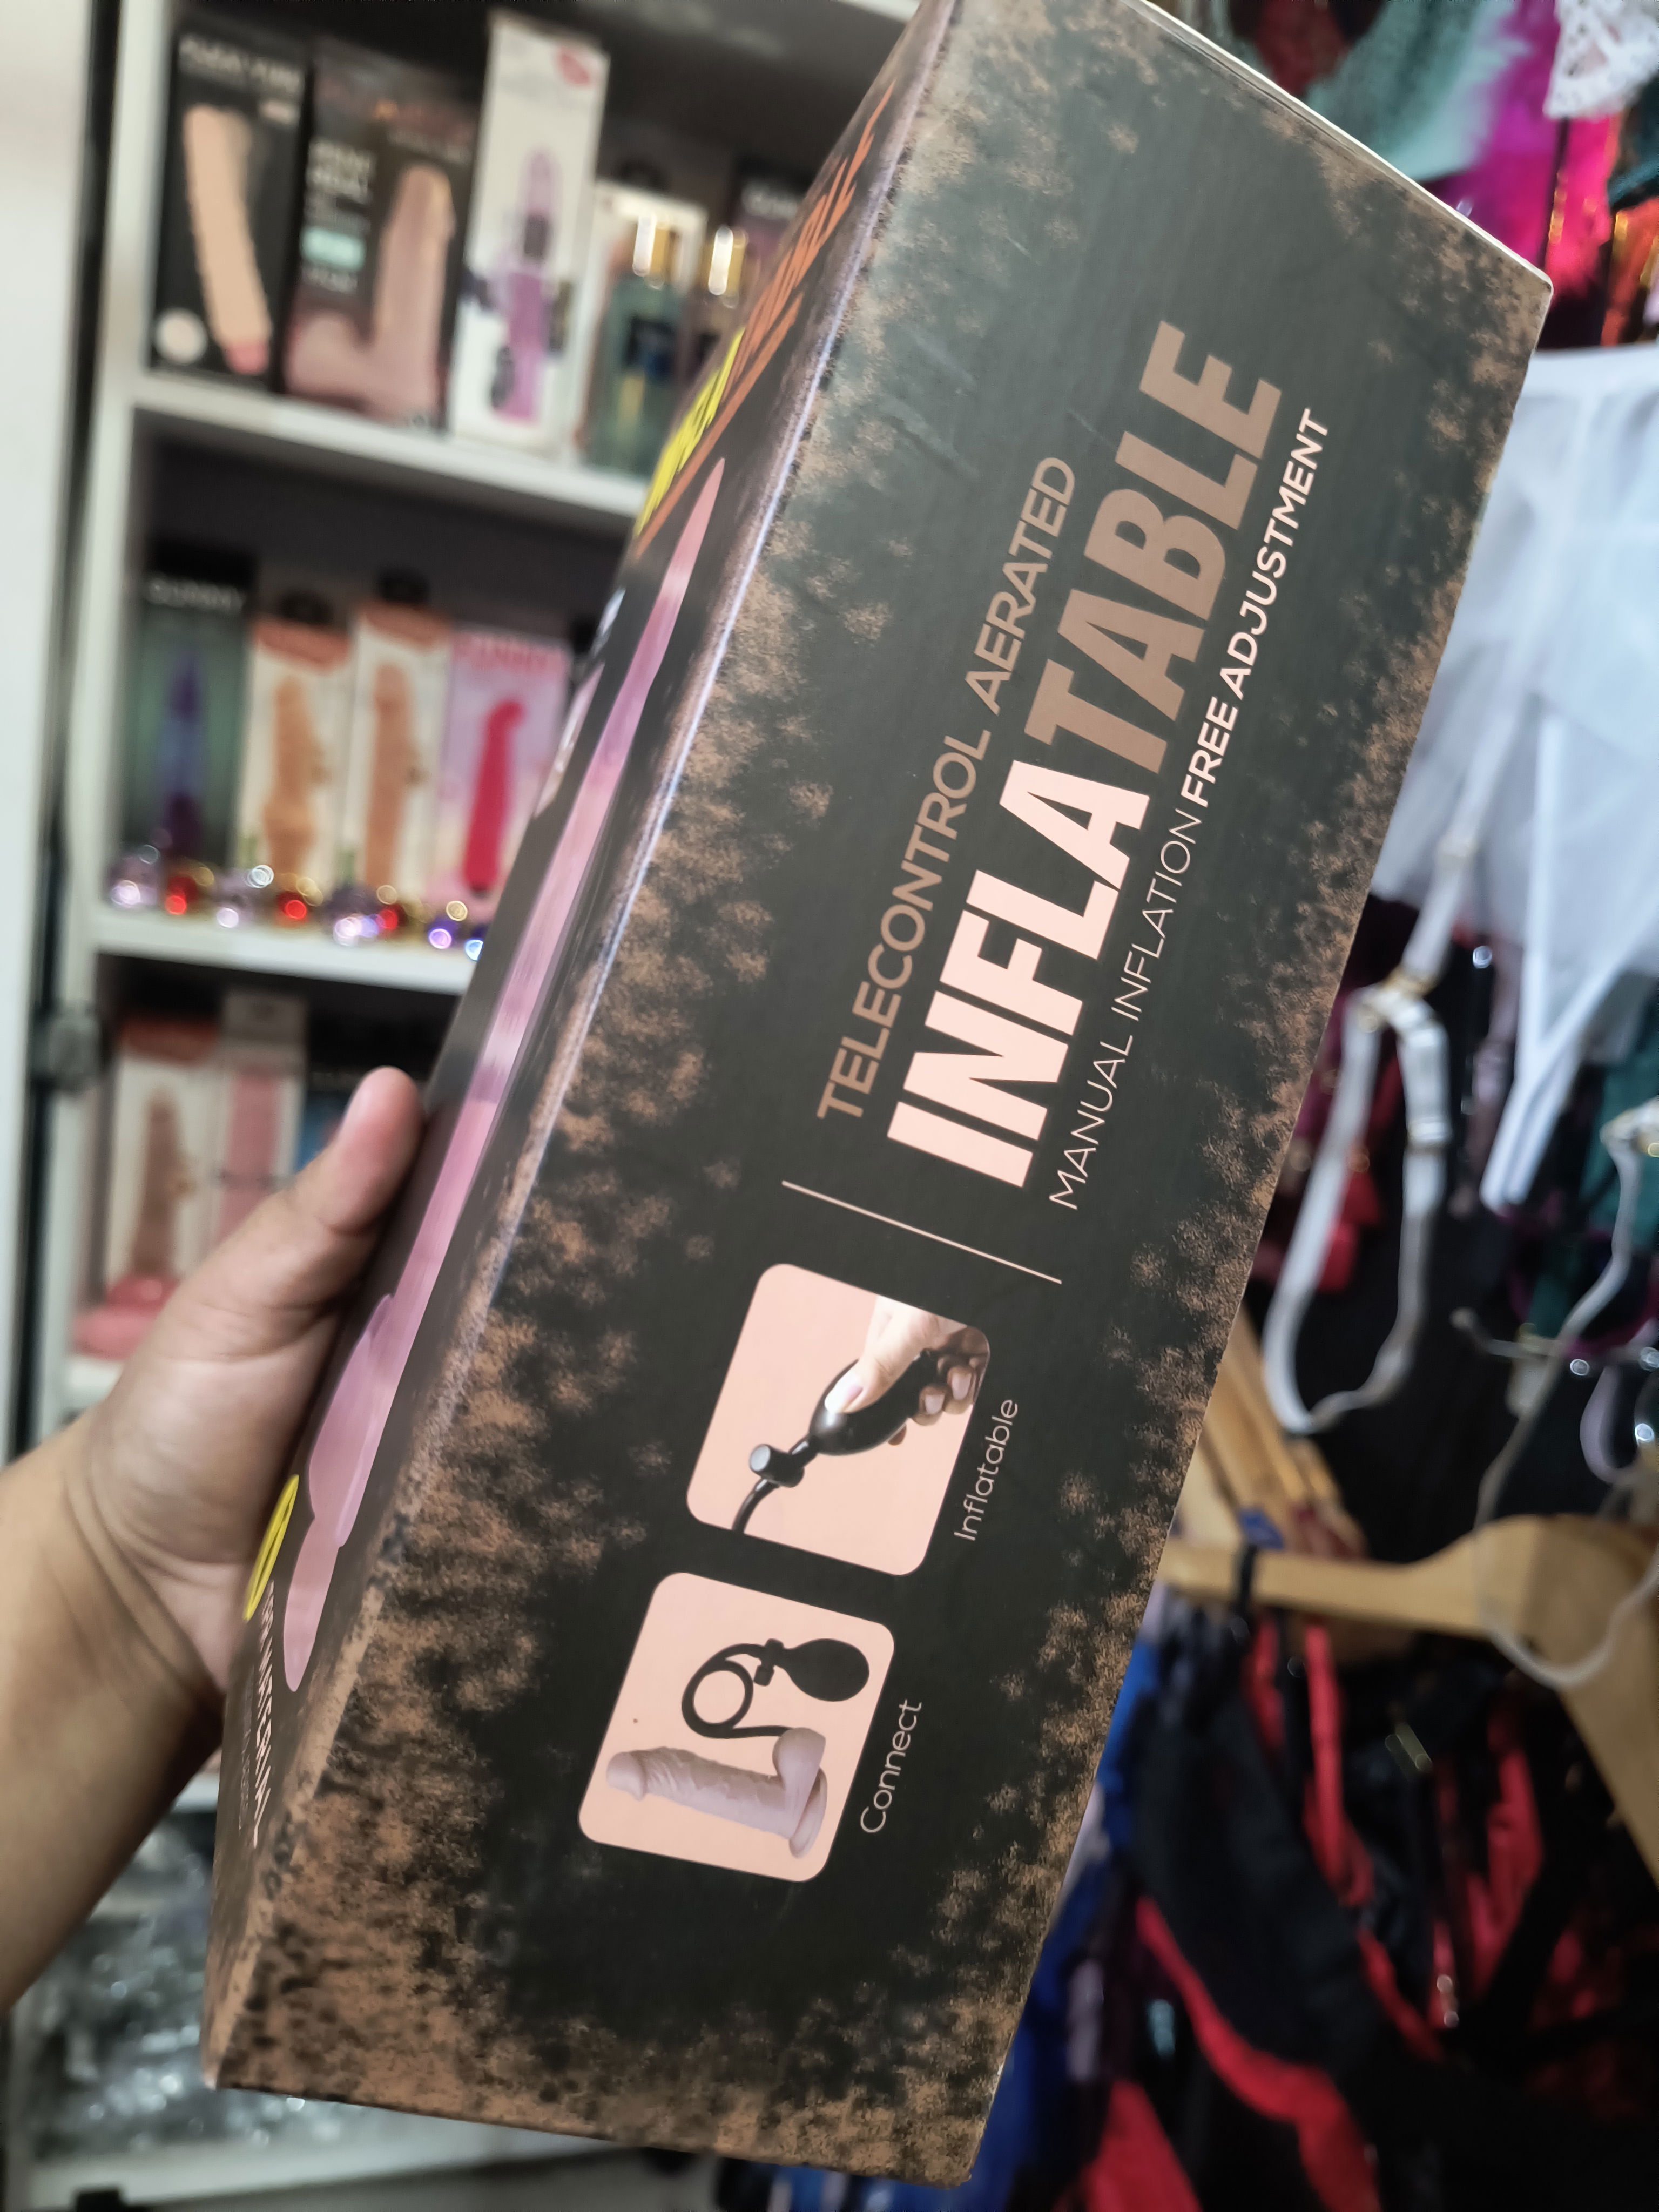 TELECONTROL AERATED
INFLATABLE
MANUAL INFLATION FREE ADJUSTMENT
Inflatable
Connect